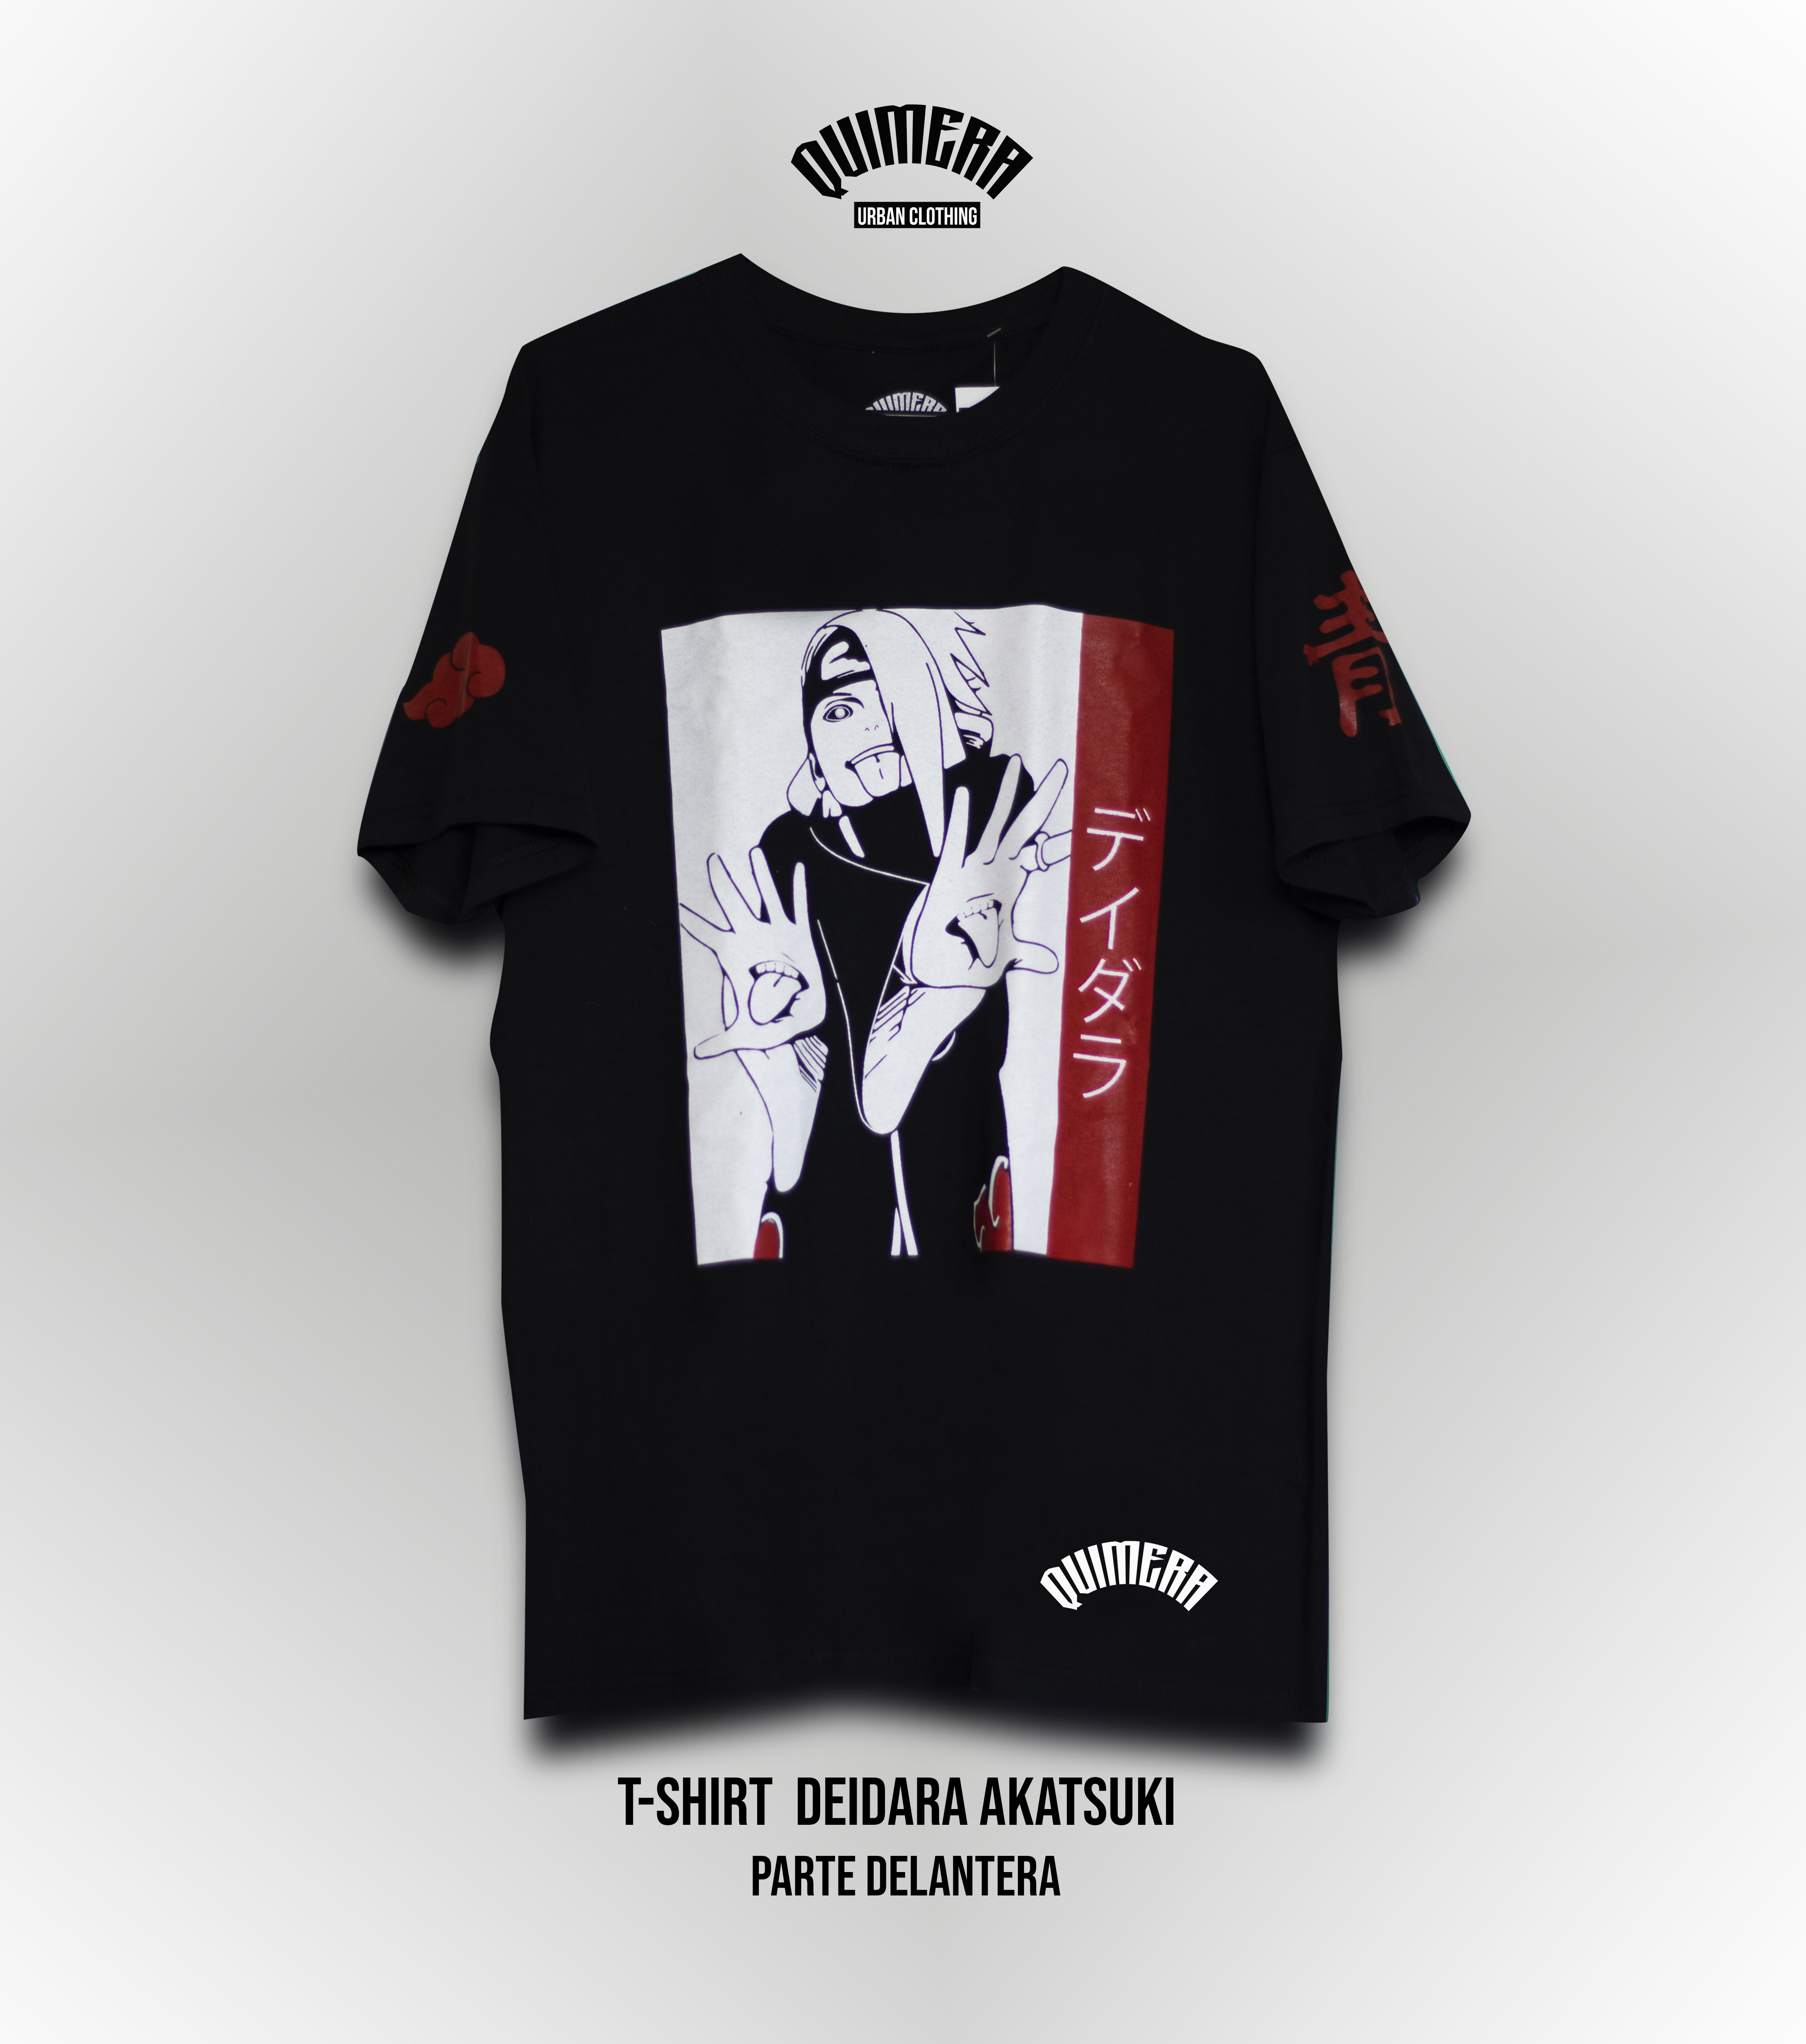 QUIMERA
URBAN CLOTHING
QUIMERA
青
デイダラ
QUIMERA
T-SHIRT DEIDARA AKATSUKI
PARTE DELANTERA